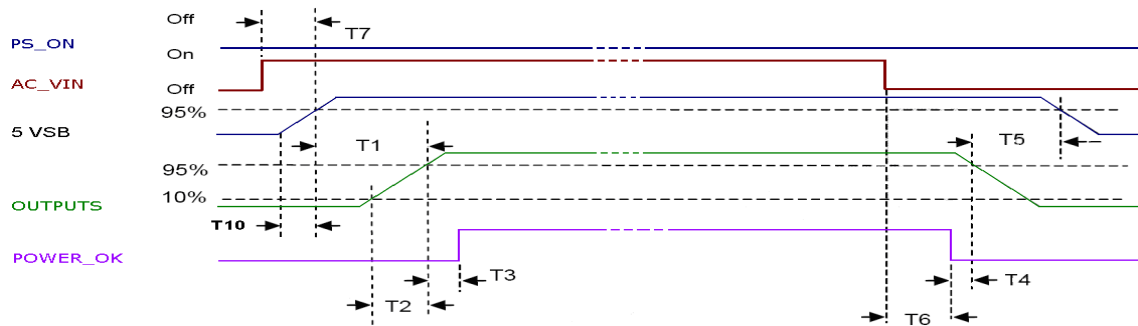 Off
T7
PS_ON
On
AC_VIN
Off
95%
5 VSB
T1
T5
95%
10%
OUTPUTS
T10
POWER_OK
T3
T4
T2
T6